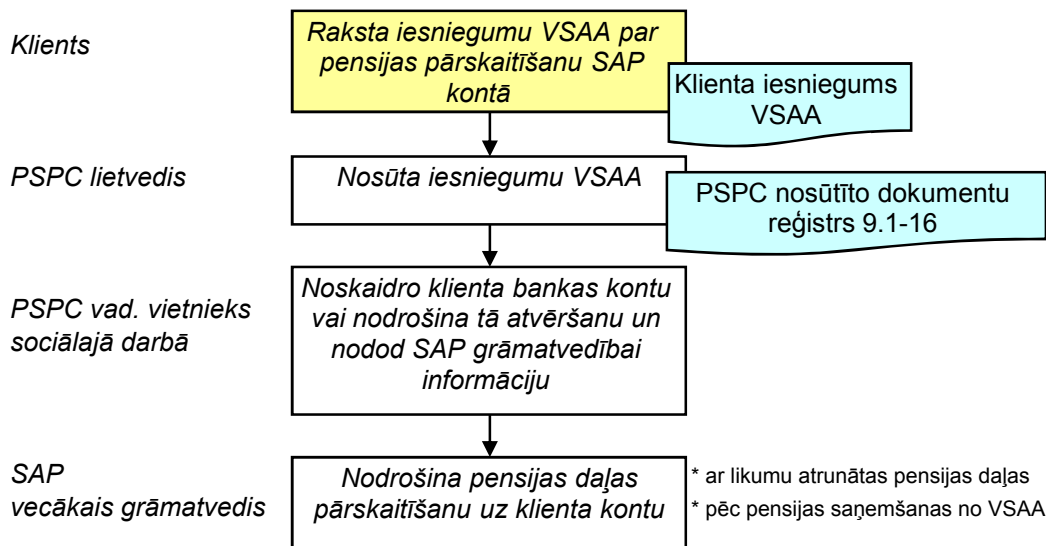 Klients
Raksta iesniegumu VSAA par
pensijas pārskaitīšanu SAP
kontā
Klienta iesniegums
VSAA
PSPC lietvedis
Nosūta iesniegumu VSAA
PSPC nosūtīto dokumentu
reģistrs 9.1-16
PSPC vad. vietnieks
sociālajā darbā
Noskaidro klienta bankas kontu
vai nodrošina tā atvēršanu un
nodod SAP grāmatvedībai
informāciju
SAP
vecākais grāmatvedis
Nodrošina pensijas daļas
pārskaitīšanu uz klienta kontu
* ar likumu atrunātas pensijas daļas
* pēc pensijas saņemšanas no VSAA